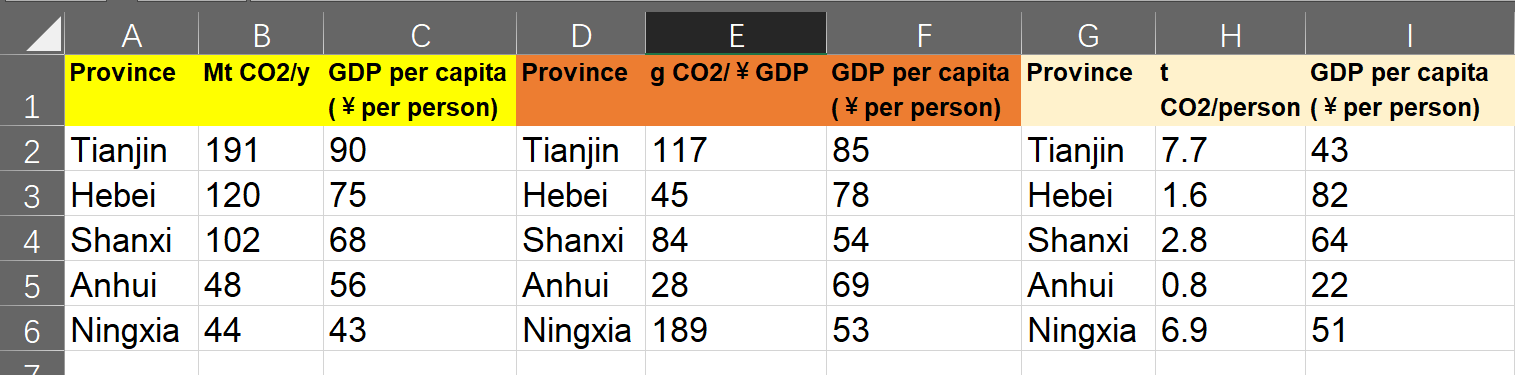 A B C D E F G H I
1 Province Mt CO2/y GDP per capita (￥per person) Province g CO2/￥GDP GDP per capita (￥per person) Province t CO2/person GDP per capita (￥per person)
2 Tianjin 191 90 Tianjin 117 85 Tianjin 7.7 43
3 Hebei 120 75 Hebei 45 78 Hebei 1.6 82
4 Shanxi 102 68 Shanxi 84 54 Shanxi 2.8 64
5 Anhui 48 56 Anhui 28 69 Anhui 0.8 22
6 Ningxia 44 43 Ningxia 189 53 Ningxia 6.9 51
7